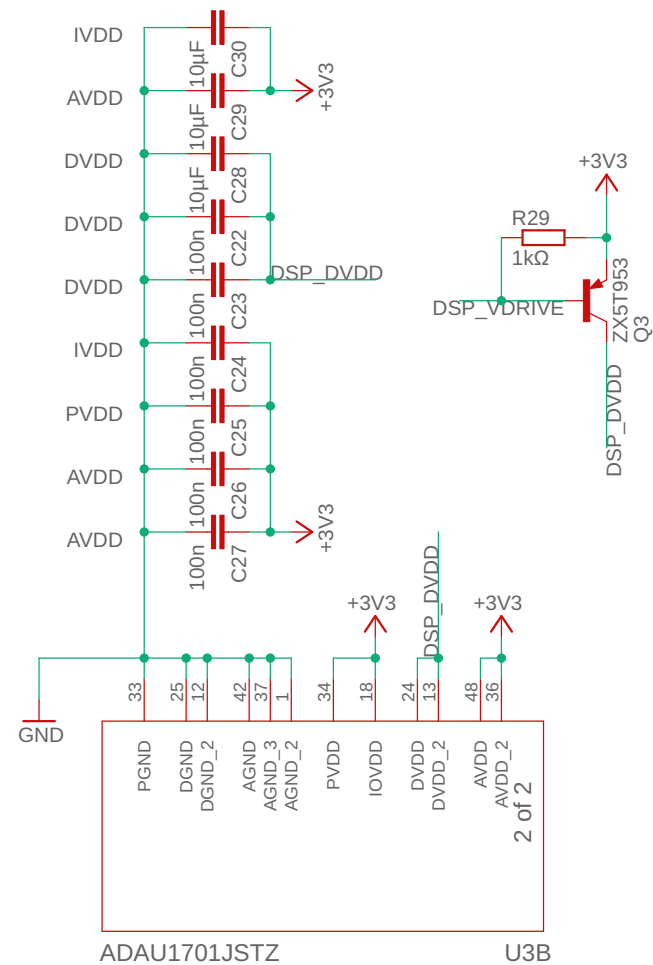 IVDD
10µF
C30
AVDD
10µF
C29
+3V3
DVDD
10µF
C28
DVDD
100n
C22
DVDD
100n
C23
DSP_DVDD
IVDD
100n
C24
PVDD
100n
C25
AVDD
100n
C26
AVDD
100n
C27
+3V3
+3V3
R29
1kΩ
DSP_VDRIVE
ZX5T953
Q3
DSP_DVDD
+3V3
DSP_DVDD
+3V3
GND
33
25
12
42
37
1
34
18
24
13
48
36
PGND
DGND
DGND_2
AGND
AGND_3
AGND_2
PVDD
IOVDD
DVDD
DVDD_2
AVDD
AVDD_2
2 of 2
ADAU1701JSTZ
U3B